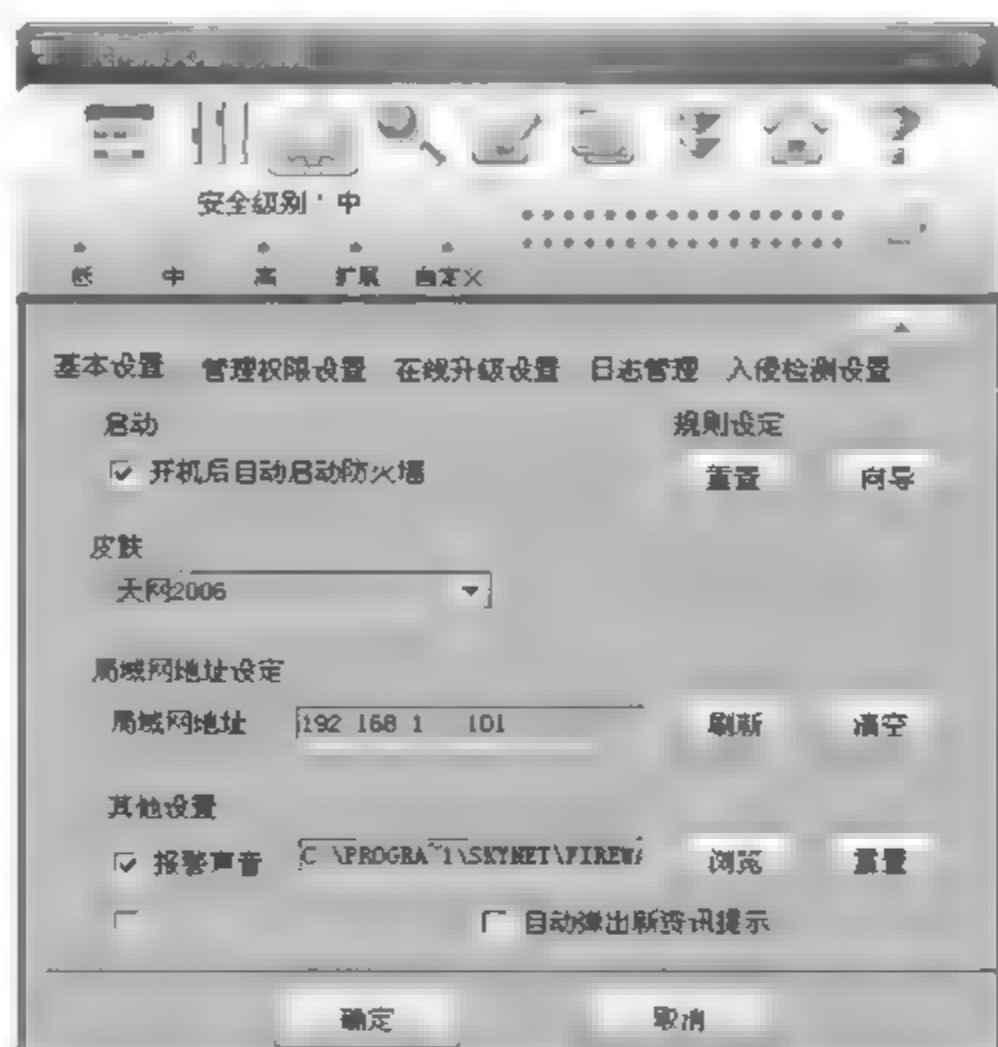 安全级别：中
低 中 高 扩展 自定义
基本设置 管理权限设置 在线升级设置 日志管理 入侵检测设置
启动 规则设定
开机后自动启动防火墙 重置 向导
皮肤
天网2006
局域网地址设定
局域网地址 192 168 1 101 刷新 清空
其他设置
报警声音 C:\PROGRA~1\SKYNET\FIREWA 浏览 重置
自动弹出新资讯提示
确定 取消